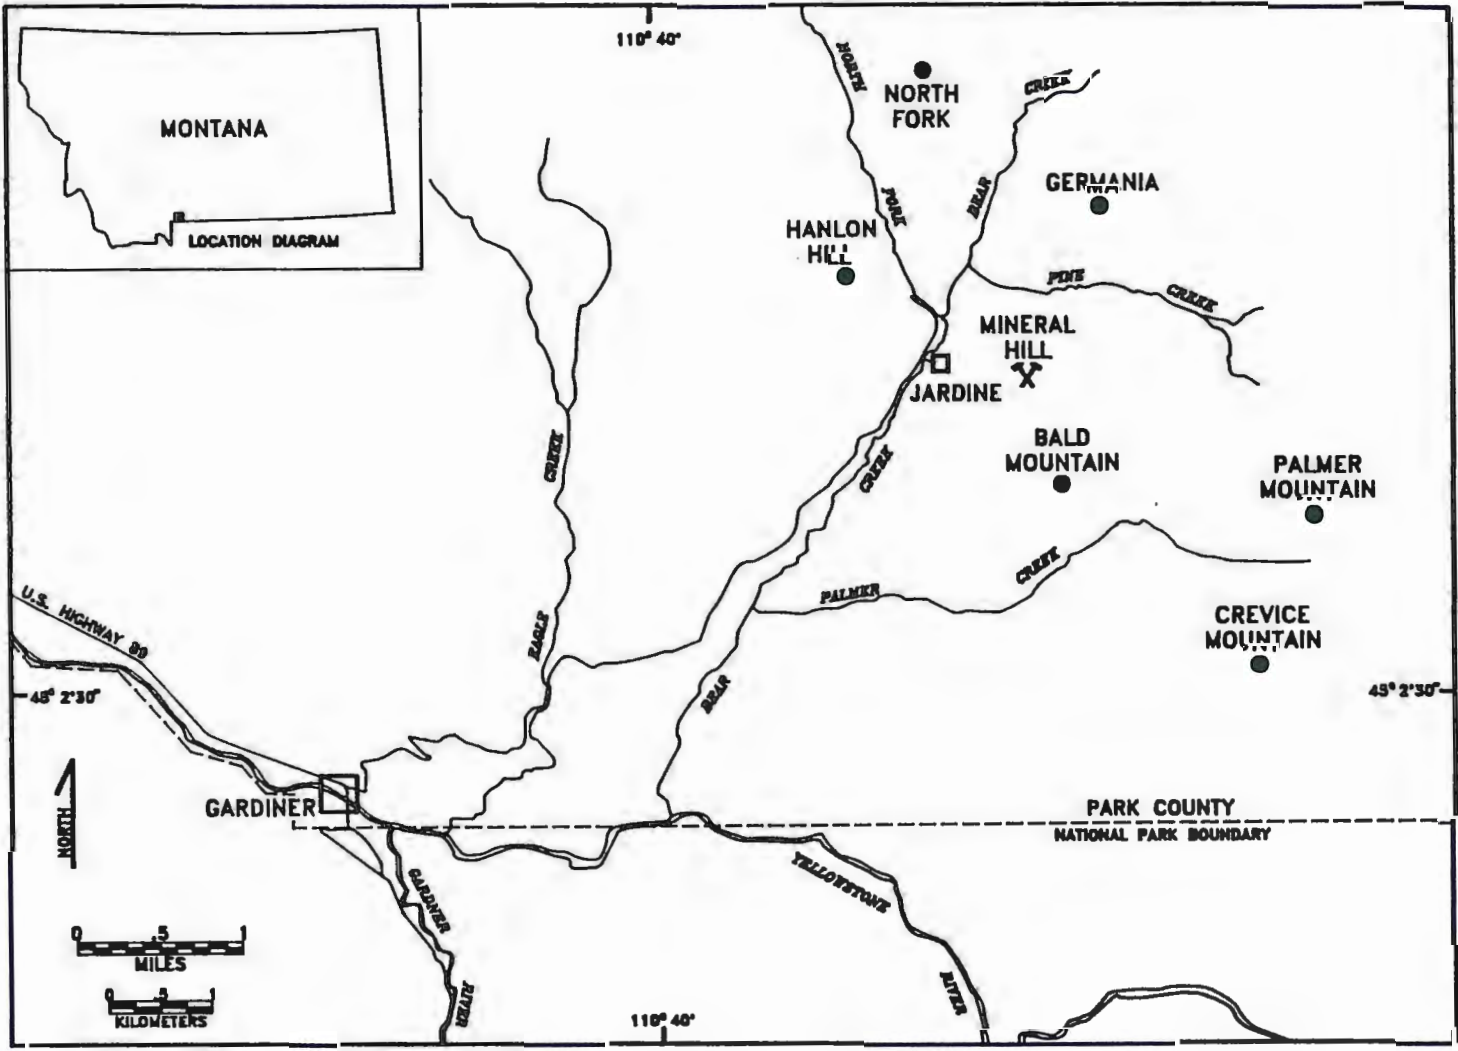 MONTANA
LOCATION DIAGRAM
110° 40'
NORTH
FORK
NORTH
FORK
CREEK
BEAR
GERMANIA
HANLON
HILL
PINE
CREEK
MINERAL
HILL
JARDINE
BALD
MOUNTAIN
PALMER
MOUNTAIN
CREEK
CREEK
PALMER
CREEK
EAGLE
BEAR
CREVICE
MOUNTAIN
U.S. HIGHWAY 89
45° 2'30"
45° 2'30"
GARDINER
NORTH
PARK COUNTY
NATIONAL PARK BOUNDARY
YELLOWSTONE
RIVER
GARDNER
RIVER
0 .5 1
MILES
0 .5 1
KILOMETERS
110° 40'